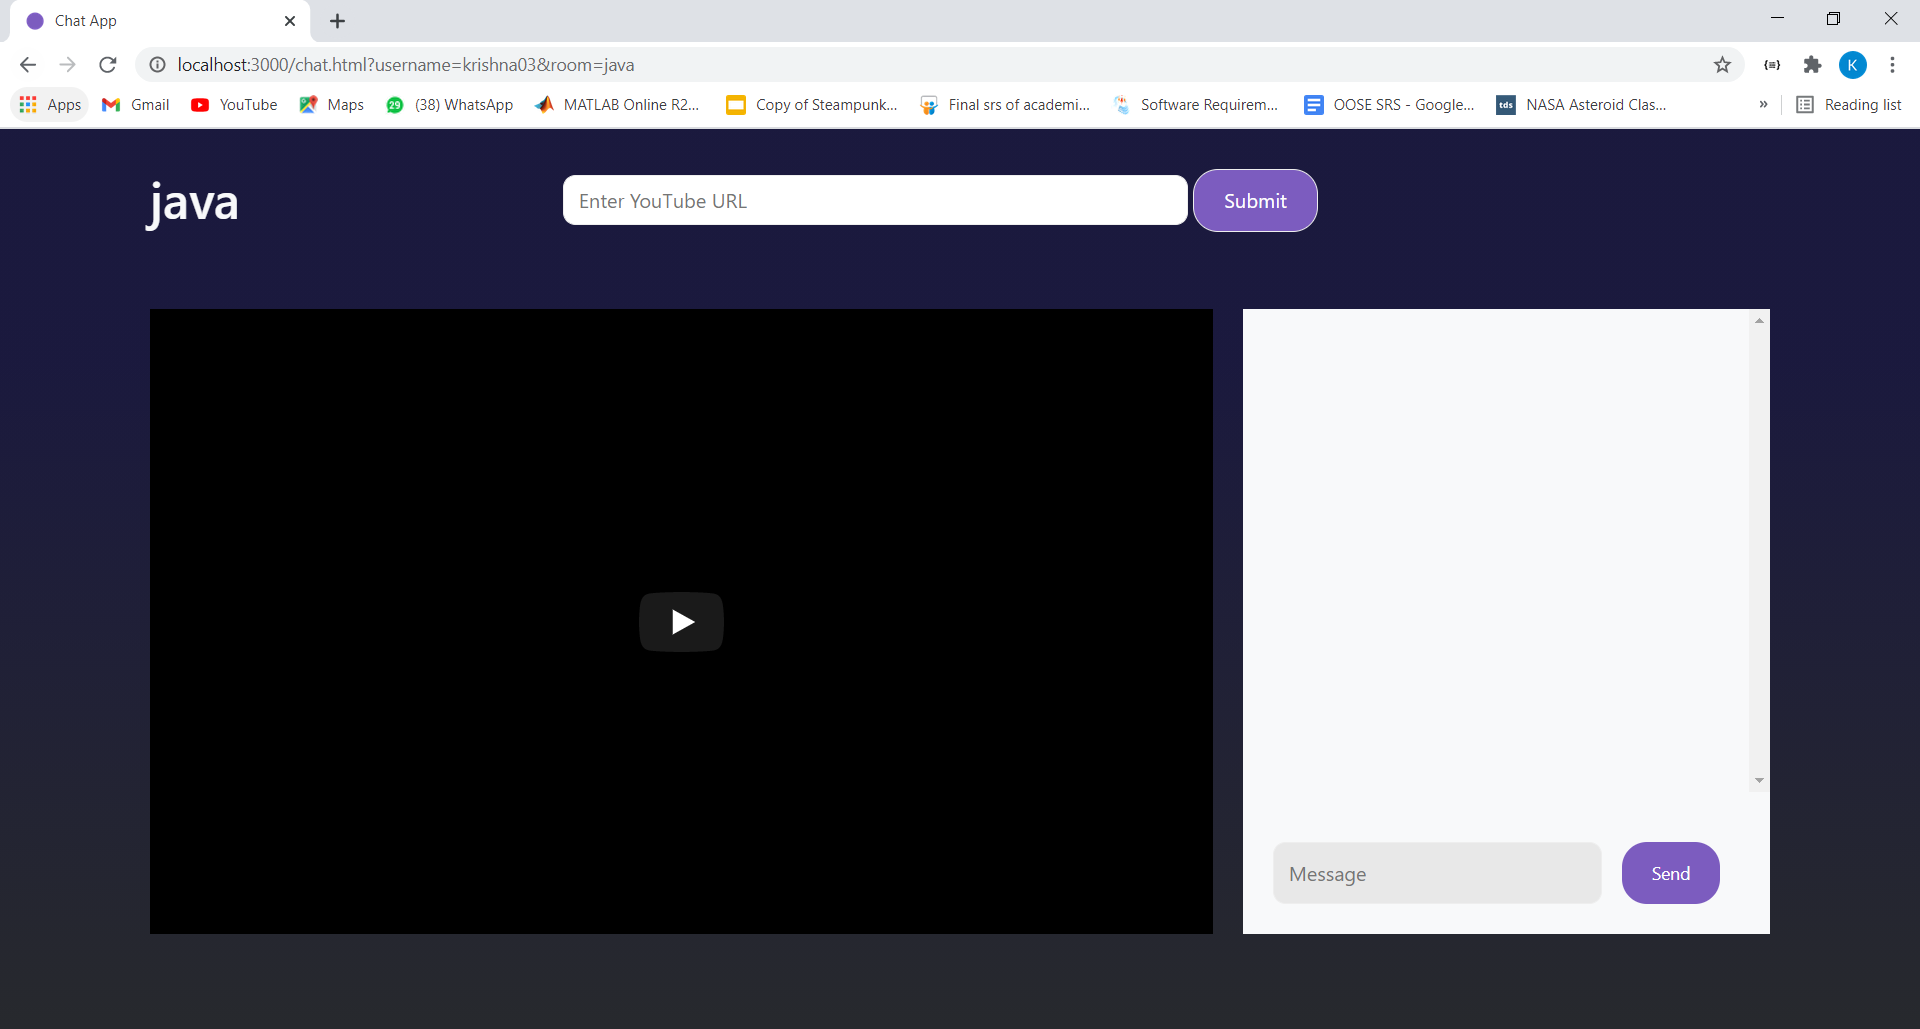 Chat App
localhost:3000/chat.html?username=krishna03&room=java
K
Apps
Gmail
YouTube
Maps
29
(38) WhatsApp
MATLAB Online R2...
Copy of Steampunk...
Final srs of academi...
Software Requirem...
OOSE SRS - Google...
tds
NASA Asteroid Clas...
»
Reading list
java
Enter YouTube URL
Submit
Message
Send